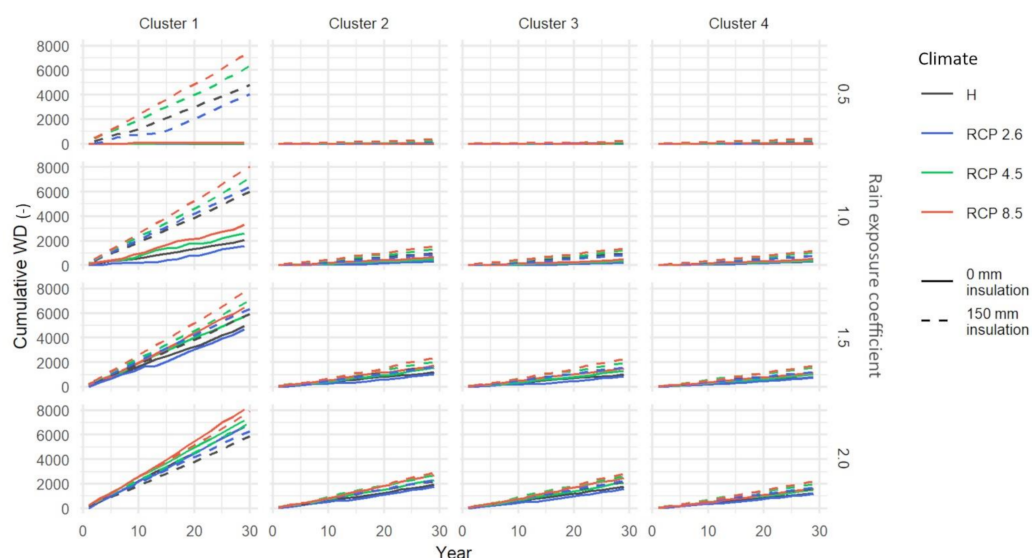 Cluster 1 Cluster 2 Cluster 3 Cluster 4
8000
6000
4000
2000
0
0.5
8000
6000
4000
2000
0
1.0
8000
6000
4000
2000
0
1.5
8000
6000
4000
2000
0
2.0
0 10 20 30 0 10 20 30 0 10 20 30 0 10 20 30
Year
Cumulative WD (-)
Rain exposure coefficient
Climate
H
RCP 2.6
RCP 4.5
RCP 8.5
0 mm
insulation
150 mm
insulation